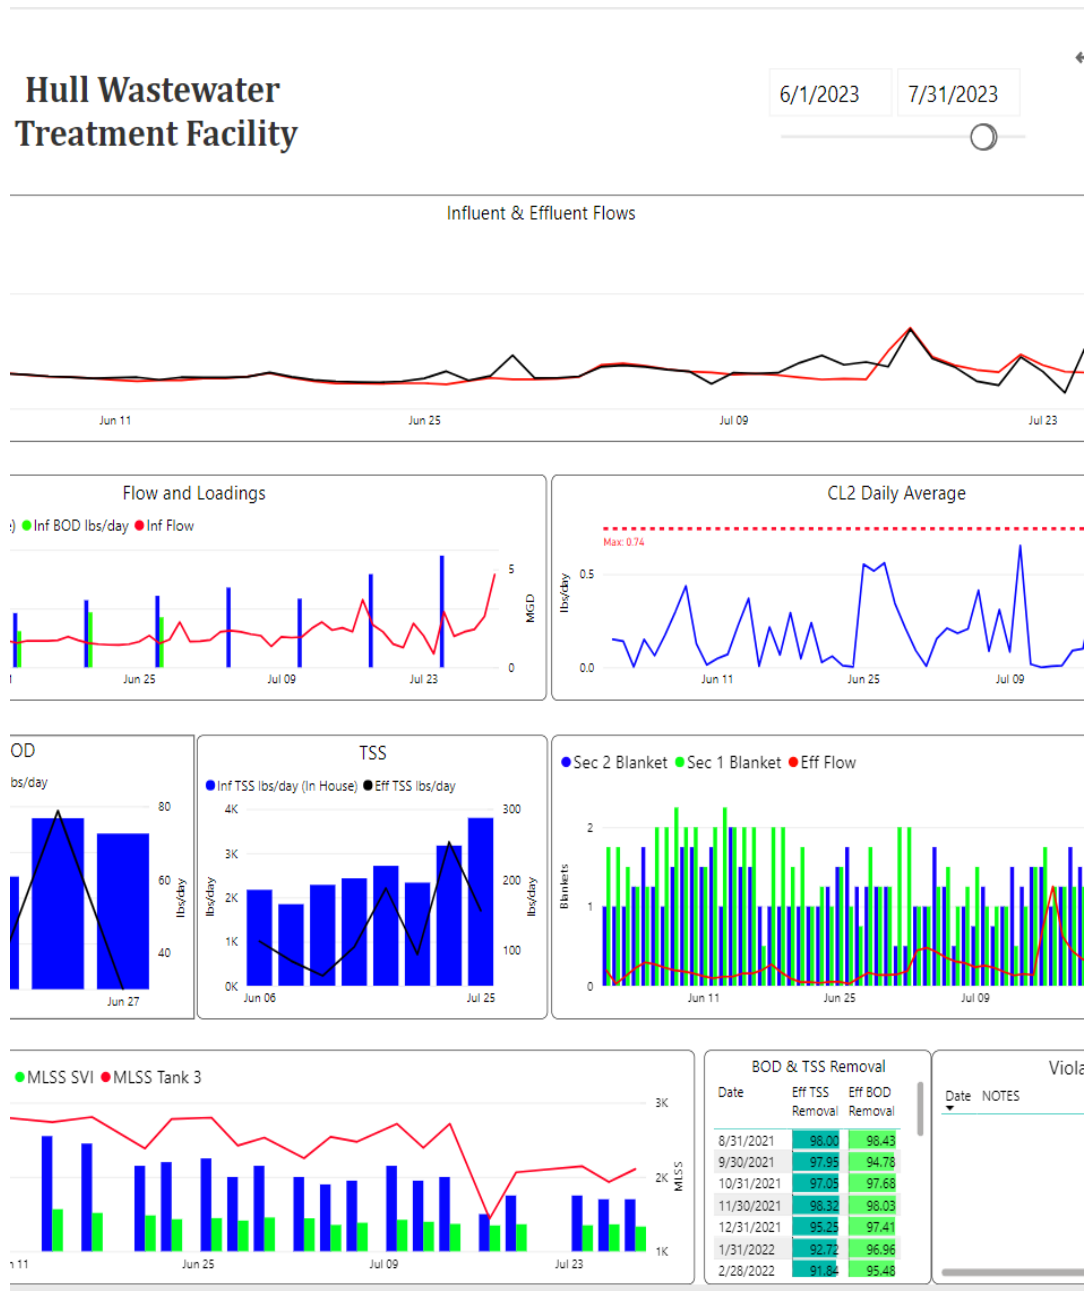 Hull Wastewater
Treatment Facility
6/1/2023 7/31/2023
Influent & Effluent Flows
Jun 11 Jun 25 Jul 09 Jul 23
Flow and Loadings
) Inf BOD lbs/day Inf Flow
5
MGD
0
Jun 25 Jul 09 Jul 23
CL2 Daily Average
Max: 0.74
lbs/day
0.5
0.0
Jun 11 Jun 25 Jul 09
OD
bs/day
80
60
lbs/day
40
Jun 27
TSS
Inf TSS lbs/day (In House) Eff TSS lbs/day
4K 300
3K
200
lbs/day lbs/day
2K
1K 100
0K
Jun 06 Jul 25
Sec 2 Blanket Sec 1 Blanket Eff Flow
2
Blankets
1
0
Jun 11 Jun 25 Jul 09
MLSS SVI MLSS Tank 3
3K
2K
MLSS
1K
11 Jun 25 Jul 09 Jul 23
BOD & TSS Removal
Date Eff TSS Eff BOD
Removal Removal
8/31/2021 98.00 98.43
9/30/2021 97.95 94.78
10/31/2021 97.05 97.68
11/30/2021 98.32 98.03
12/31/2021 95.25 97.41
1/31/2022 92.72 96.96
2/28/2022 91.84 95.48
Viola
Date NOTES